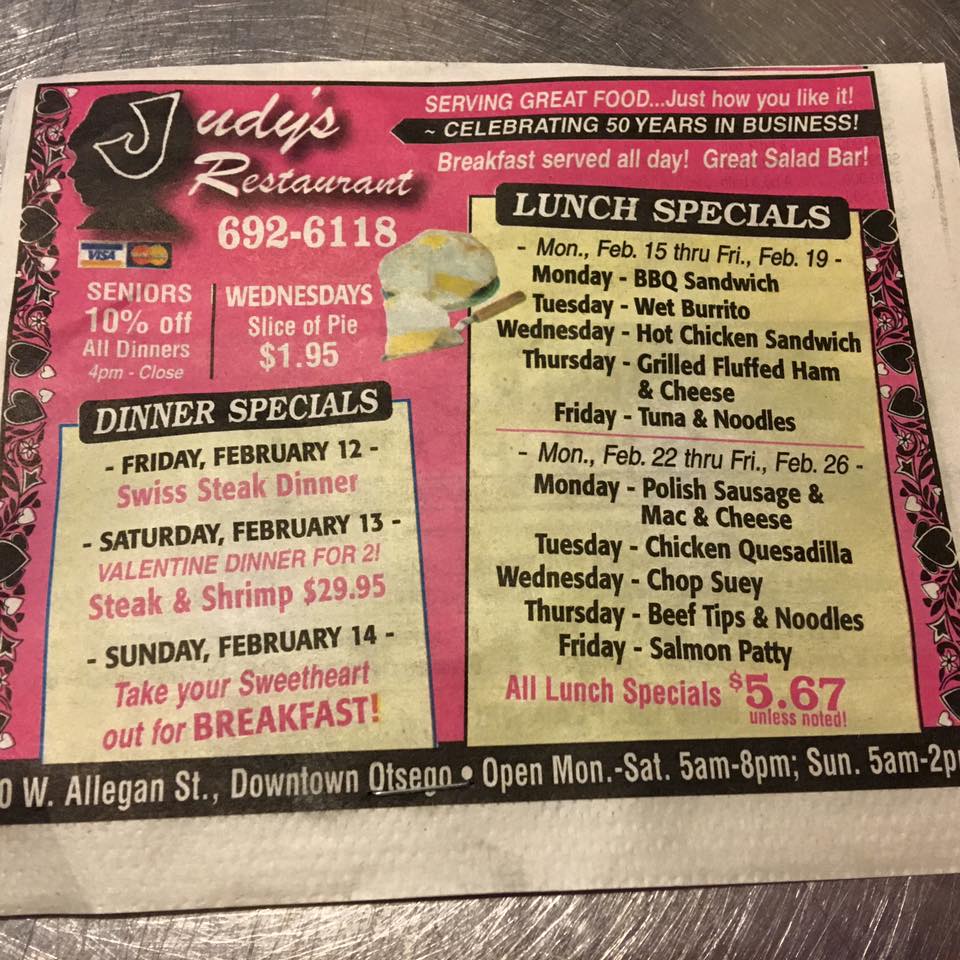 Judy's
Restaurant
692-6118
VISA MasterCard
SERVING GREAT FOOD...Just how you like it!
~ CELEBRATING 50 YEARS IN BUSINESS!
Breakfast served all day! Great Salad Bar!
SENIORS
10% off
All Dinners
4pm - Close
WEDNESDAYS
Slice of Pie
$1.95
DINNER SPECIALS
- FRIDAY, FEBRUARY 12 -
Swiss Steak Dinner
- SATURDAY, FEBRUARY 13 -
VALENTINE DINNER FOR 2!
Steak & Shrimp $29.95
- SUNDAY, FEBRUARY 14 -
Take your Sweetheart
out for BREAKFAST!
LUNCH SPECIALS
- Mon., Feb. 15 thru Fri., Feb. 19 -
Monday - BBQ Sandwich
Tuesday - Wet Burrito
Wednesday - Hot Chicken Sandwich
Thursday - Grilled Fluffed Ham
& Cheese
Friday - Tuna & Noodles
- Mon., Feb. 22 thru Fri., Feb. 26 -
Monday - Polish Sausage &
Mac & Cheese
Tuesday - Chicken Quesadilla
Wednesday - Chop Suey
Thursday - Beef Tips & Noodles
Friday - Salmon Patty
All Lunch Specials $5.67
unless noted!
0 W. Allegan St., Downtown Otsego • Open Mon.-Sat. 5am-8pm; Sun. 5am-2p